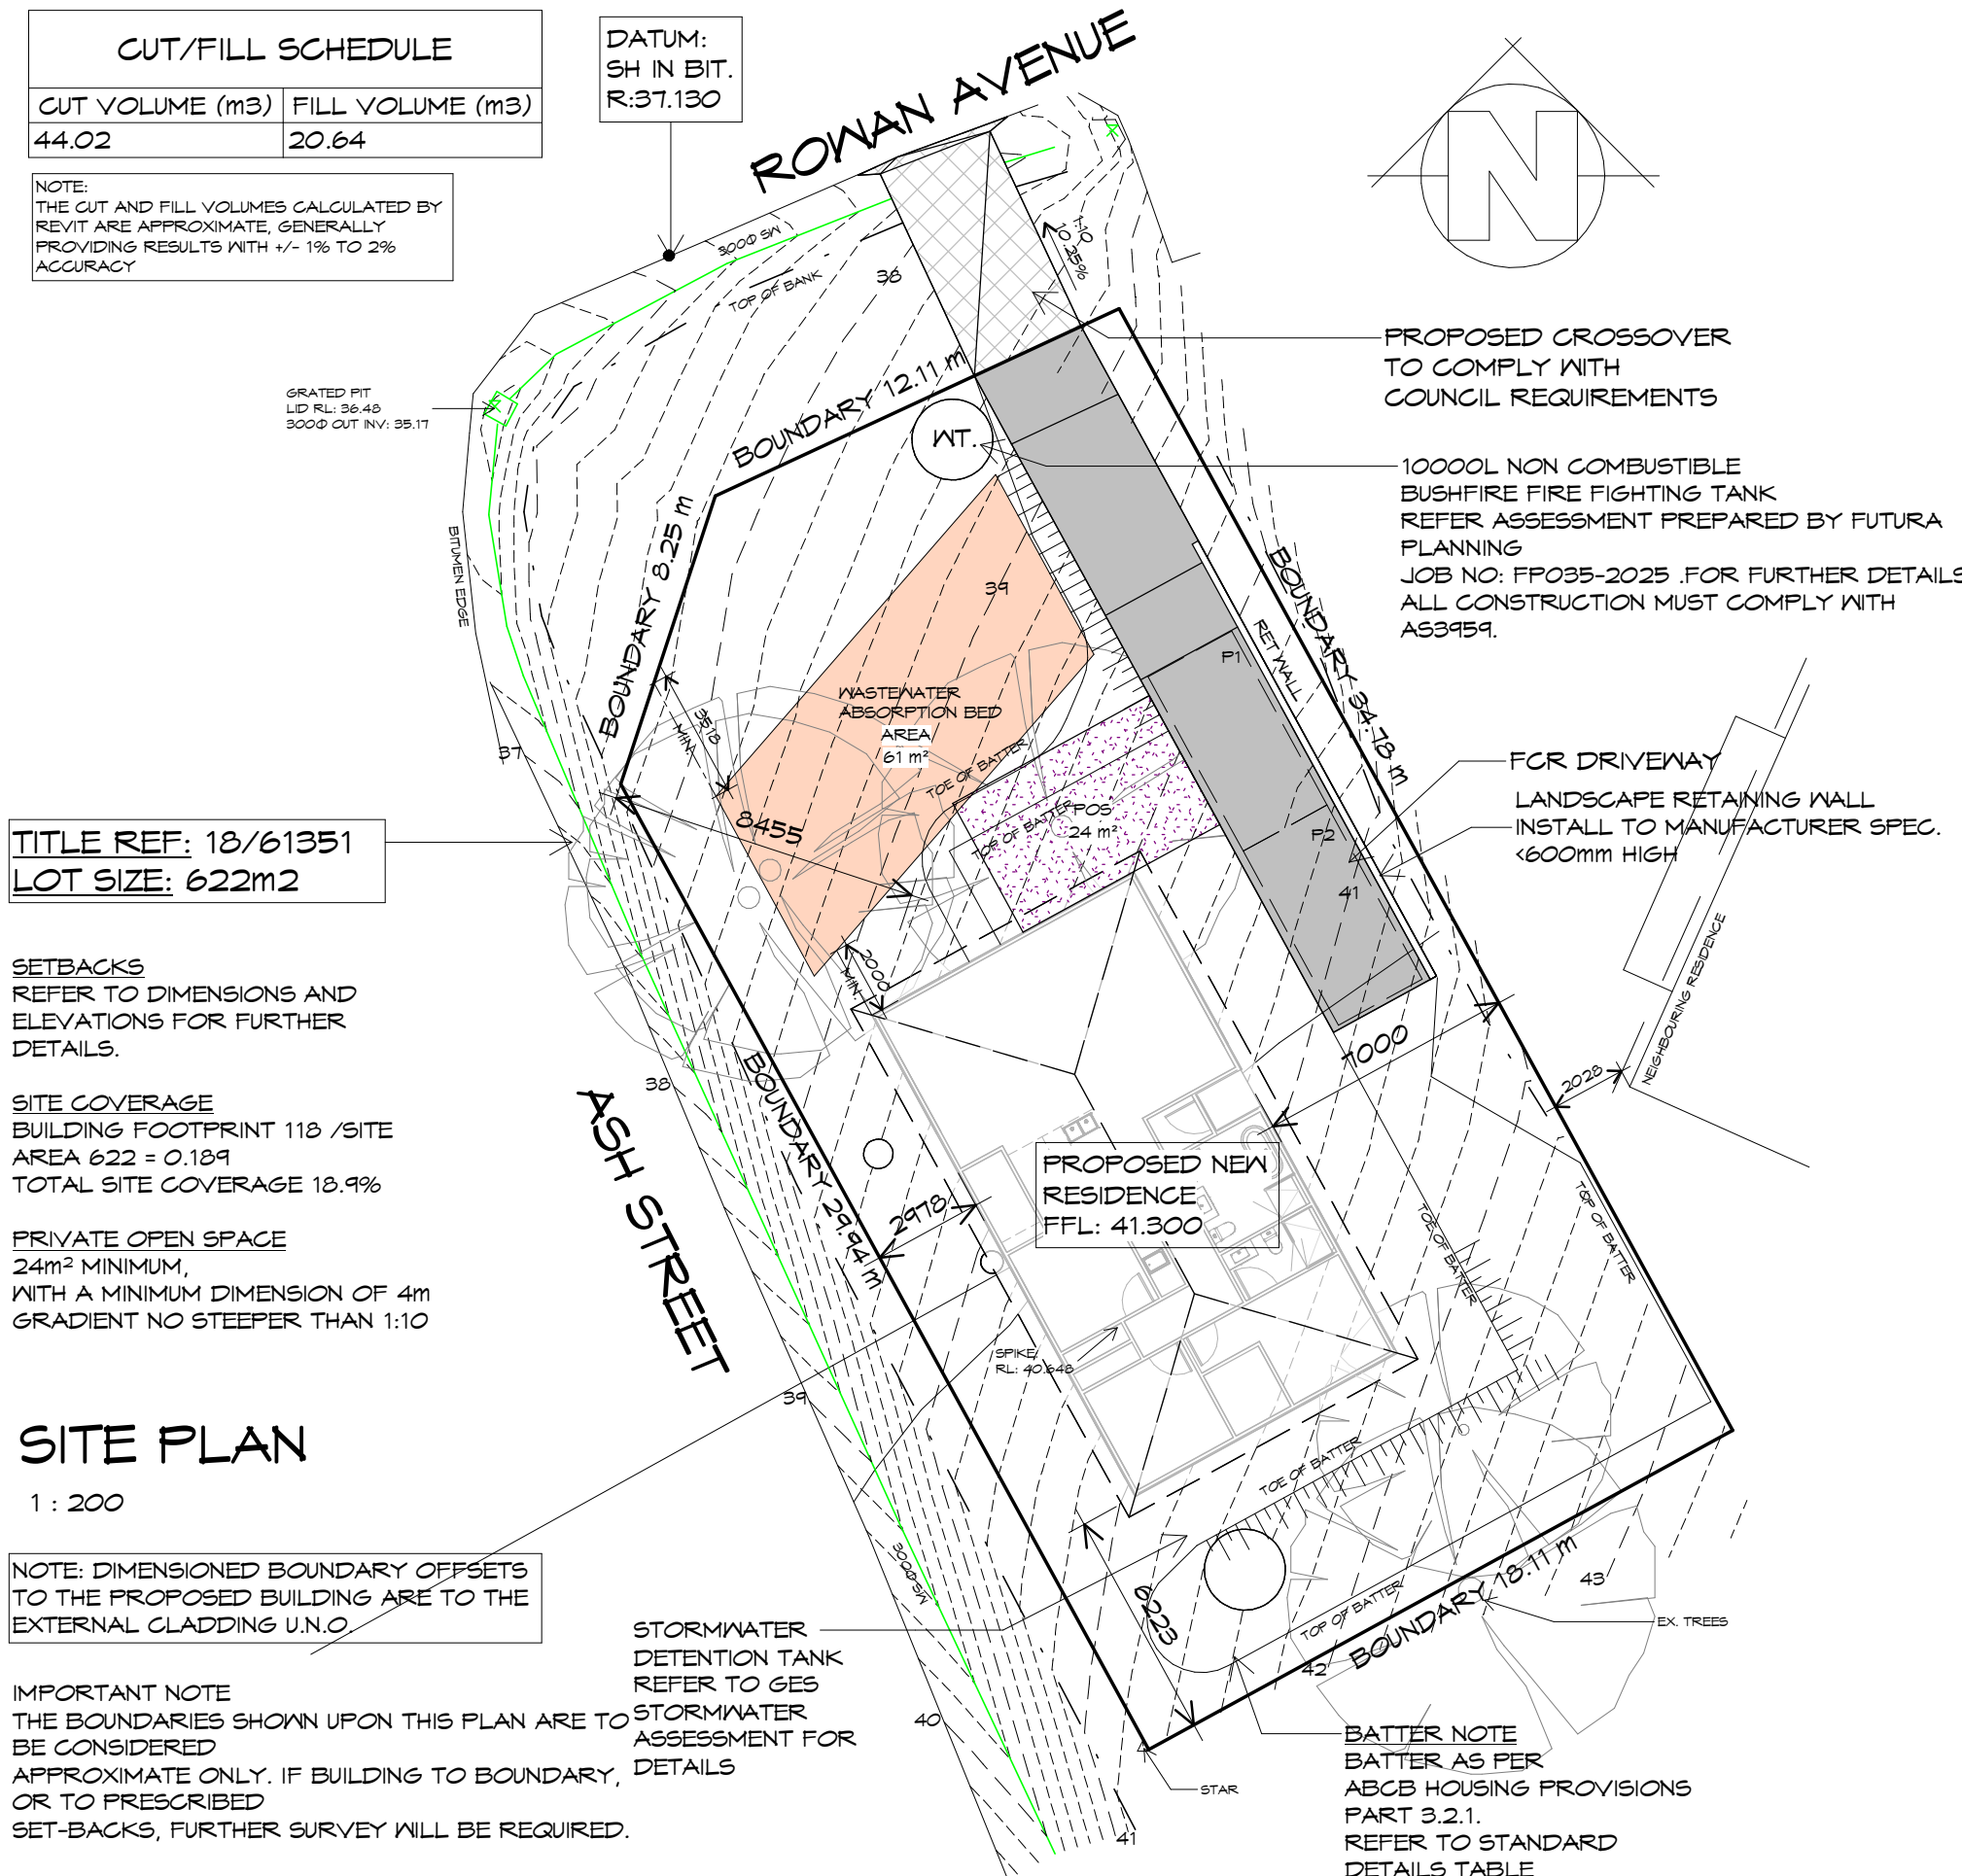 CUT/FILL SCHEDULE
CUT VOLUME (m3) FILL VOLUME (m3)
44.02 20.64
NOTE:
THE CUT AND FILL VOLUMES CALCULATED BY
REVIT ARE APPROXIMATE, GENERALLY
PROVIDING RESULTS WITH +/- 1% TO 2%
ACCURACY
DATUM:
SH IN BIT.
R:37.130
ROWAN AVENUE
N
300Φ SW
TOP OF BANK
38
1:10
10.25%
PROPOSED CROSSOVER
TO COMPLY WITH
COUNCIL REQUIREMENTS
GRATED PIT
LID RL: 36.48
300Φ OUT INV: 35.17
BOUNDARY 12.11 m
WT.
10000L NON COMBUSTIBLE
BUSHFIRE FIRE FIGHTING TANK
REFER ASSESSMENT PREPARED BY FUTURA
PLANNING
JOB NO: FP035-2025 .FOR FURTHER DETAILS
ALL CONSTRUCTION MUST COMPLY WITH
AS3959.
BITUMEN EDGE
BOUNDARY 8.25 m
39
BOUNDARY 34.78 m
RET WALL
P1
WASTEWATER
ABSORPTION BED
AREA
61 m²
3518
MIN.
37
TOE OF BATTER
TOP OF BATTER
POS
24 m²
8455
P2
41
FCR DRIVEWAY
LANDSCAPE RETAINING WALL
INSTALL TO MANUFACTURER SPEC.
<600mm HIGH
TITLE REF: 18/61351
LOT SIZE: 622m2
2000
MIN.
7000
2028
NEIGHBOURING RESIDENCE
SETBACKS
REFER TO DIMENSIONS AND
ELEVATIONS FOR FURTHER
DETAILS.
38
BOUNDARY 29.94 m
ASH STREET
SITE COVERAGE
BUILDING FOOTPRINT 118 /SITE
AREA 622 = 0.189
TOTAL SITE COVERAGE 18.9%
PROPOSED NEW
RESIDENCE
FFL: 41.300
2978
TOE OF BATTER
TOP OF BATTER
PRIVATE OPEN SPACE
24m² MINIMUM,
WITH A MINIMUM DIMENSION OF 4m
GRADIENT NO STEEPER THAN 1:10
SPIKE
RL: 40.648
39
SITE PLAN
1 : 200
TOE OF BATTER
300Φ SW
NOTE: DIMENSIONED BOUNDARY OFFSETS
TO THE PROPOSED BUILDING ARE TO THE
EXTERNAL CLADDING U.N.O.
6223
TOP OF BATTER
BOUNDARY 18.11 m
43
EX. TREES
42
STORMWATER
DETENTION TANK
REFER TO GES
STORMWATER
ASSESSMENT FOR
DETAILS
IMPORTANT NOTE
THE BOUNDARIES SHOWN UPON THIS PLAN ARE TO
BE CONSIDERED
APPROXIMATE ONLY. IF BUILDING TO BOUNDARY,
OR TO PRESCRIBED
SET-BACKS, FURTHER SURVEY WILL BE REQUIRED.
40
STAR
41
BATTER NOTE
BATTER AS PER
ABCB HOUSING PROVISIONS
PART 3.2.1.
REFER TO STANDARD
DETAILS TABLE